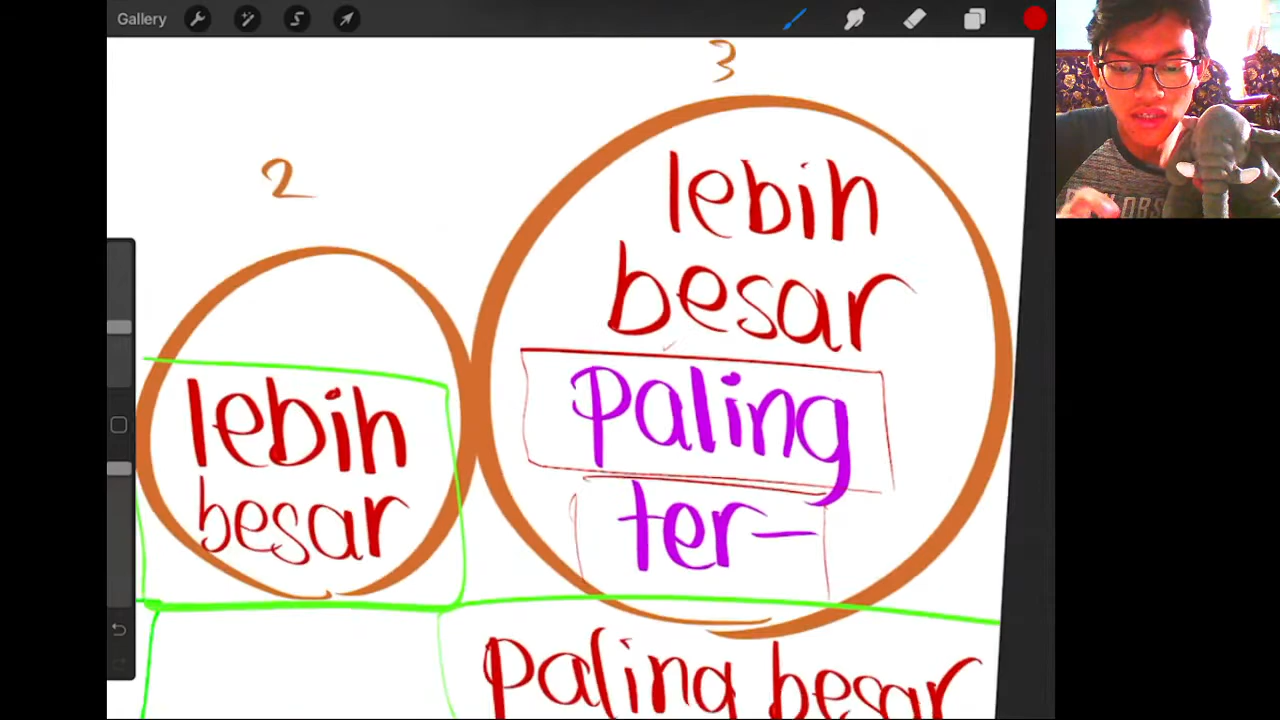 Gallery
3
2
lebih
besar
paling
ter-
lebih
besar
paling besar